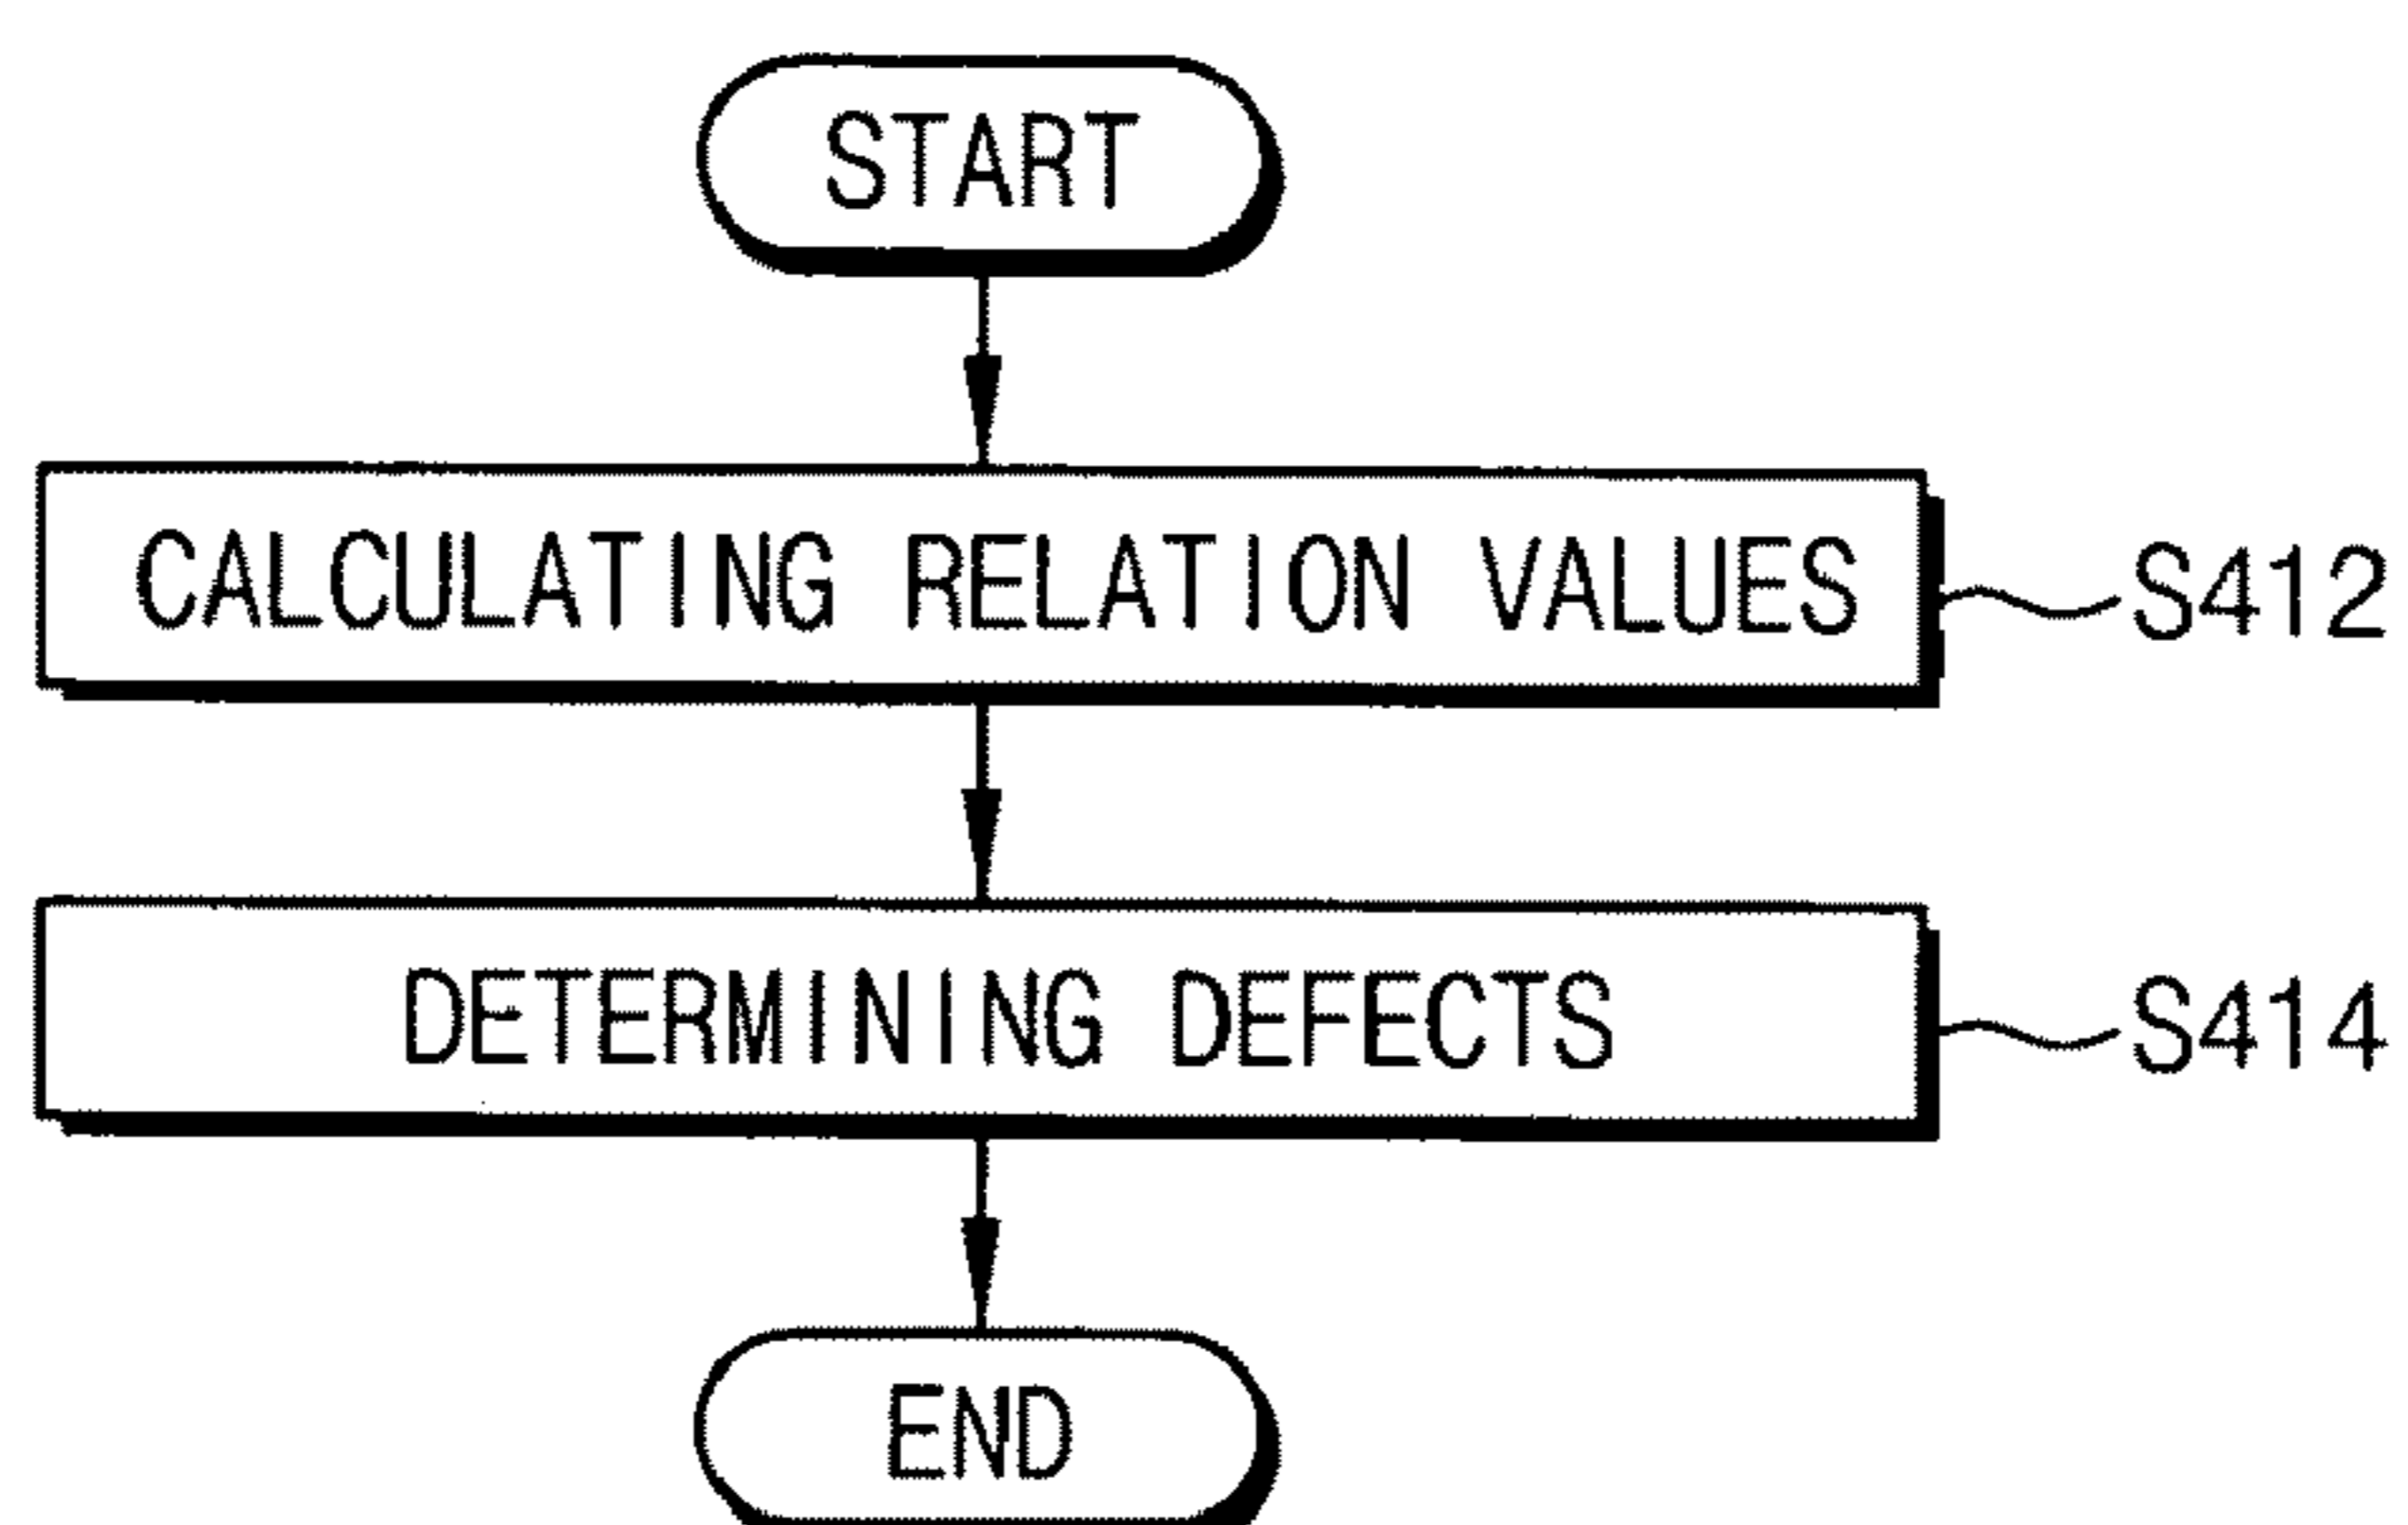 START
CALCULATING RELATION VALUES S412
DETERMINING DEFECTS S414
END